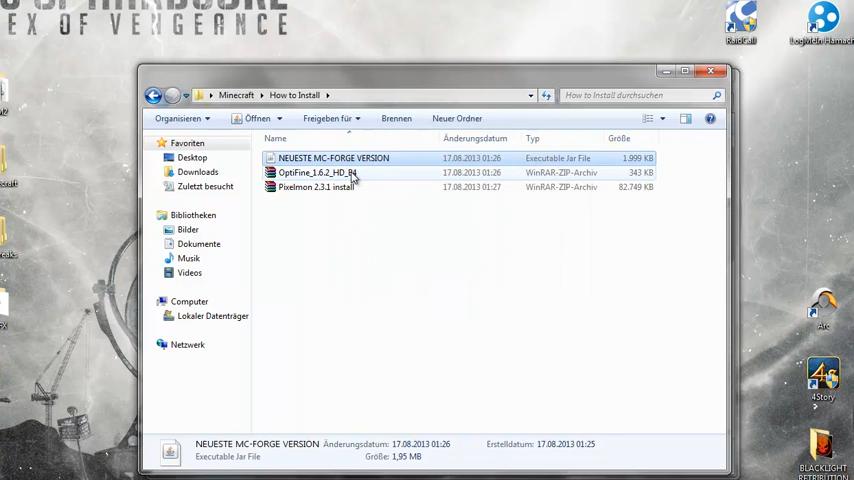 EX OF VENGEANCE
RaidCall
LogMeIn Hamachi
Minecraft
How to Install
How to Install durchsuchen
Organisieren
Öffnen
Freigeben für
Brennen
Neuer Ordner
Favoriten
Desktop
Downloads
Zuletzt besucht
Bibliotheken
Bilder
Dokumente
Musik
Videos
Computer
Lokaler Datenträger
Netzwerk
Name Änderungsdatum Typ Größe
NEUESTE MC-FORGE VERSION 17.08.2013 01:26 Executable Jar File 1.999 KB
OptiFine_1.6.2_HD_B4 17.08.2013 01:26 WinRAR-ZIP-Archiv 343 KB
Pixelmon 2.3.1 install 17.08.2013 01:27 WinRAR-ZIP-Archiv 82.749 KB
Arc
4Story
BLACKLIGHT
RETRIBUTION
NEUESTE MC-FORGE VERSION Änderungsdatum: 17.08.2013 01:26 Erstelldatum: 17.08.2013 01:25
Executable Jar File Größe: 1,95 MB